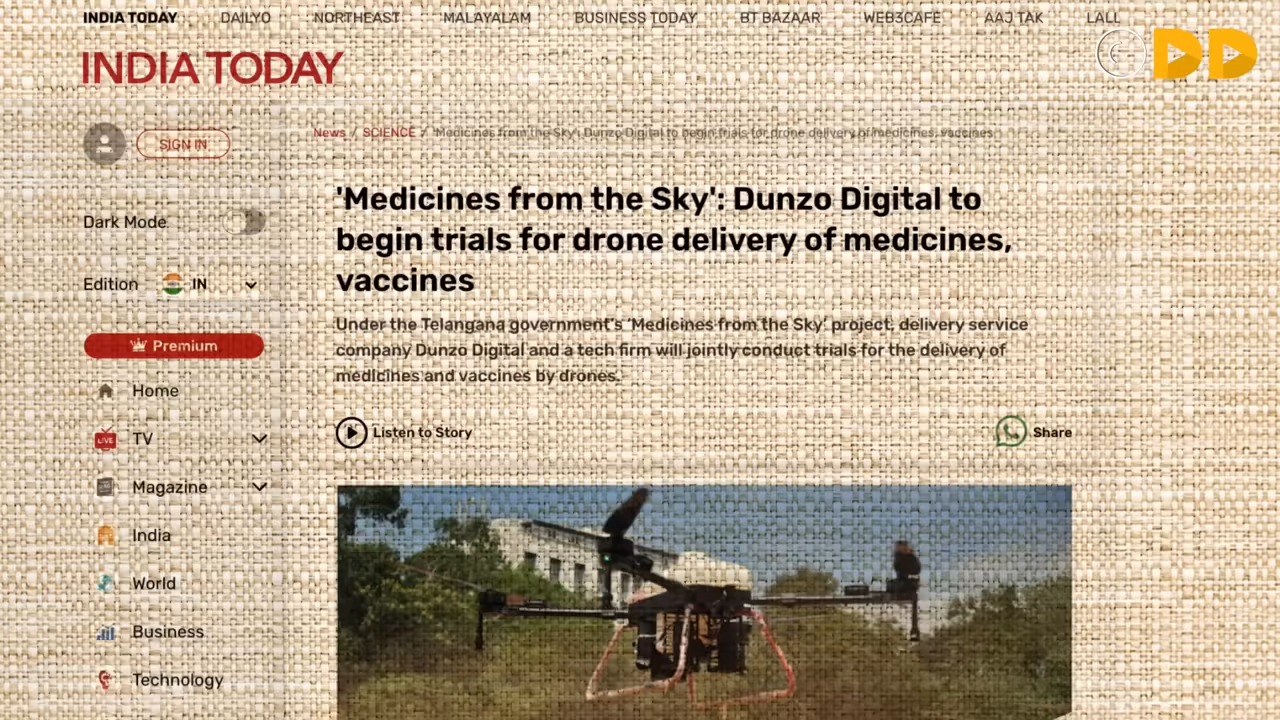 INDIA TODAY DAILYO NORTHEAST MALAYALAM BUSINESS TODAY BT BAZAAR WEB3CAFE AAJ TAK LALL
INDIA TODAY
DD
SIGN IN
News / SCIENCE / 'Medicines from the Sky': Dunzo Digital to begin trials for drone delivery of medicines, vaccines
'Medicines from the Sky': Dunzo Digital to
begin trials for drone delivery of medicines,
vaccines
Dark Mode
Edition IN
Under the Telangana government's 'Medicines from the Sky' project, delivery service
company Dunzo Digital and a tech firm will jointly conduct trials for the delivery of
medicines and vaccines by drones.
Premium
Home
Listen to Story Share
LIVE TV
Magazine
India
World
Business
Technology